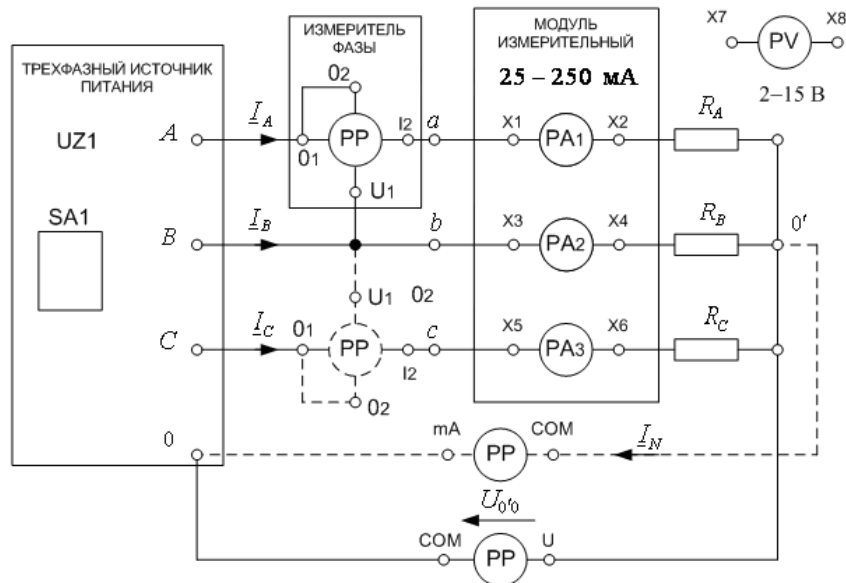 ТРЕХФАЗНЫЙ ИСТОЧНИК
ПИТАНИЯ
UZ1
SA1
ИЗМЕРИТЕЛЬ
ФАЗЫ
МОДУЛЬ
ИЗМЕРИТЕЛЬНЫЙ
25 – 250 мА
X7 PV X8
2–15 В
A I_A 0₂ 0₁ PP I2 a X1 PA1 X2 R_A
U₁
B I_B b X3 PA2 X4 R_B 0'
U₁ 0₂
C I_C 0₁ PP I2 c X5 PA3 X6 R_C
0₂
0 mA PP COM I_N
U_0'0
COM PP U